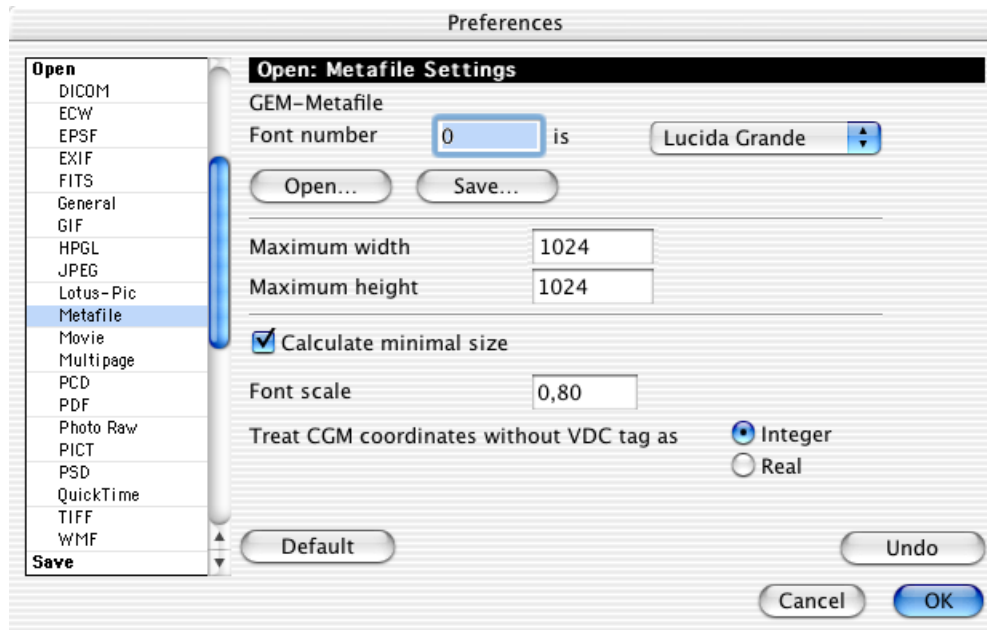 Preferences
Open
DICOM
ECW
EPSF
EXIF
FITS
General
GIF
HPGL
JPEG
Lotus-Pic
Metafile
Movie
Multipage
PCD
PDF
Photo Raw
PICT
PSD
QuickTime
TIFF
WMF
Save
Open: Metafile Settings
GEM-Metafile
Font number 0 is Lucida Grande
Open... Save...
Maximum width 1024
Maximum height 1024
Calculate minimal size
Font scale 0,80
Treat CGM coordinates without VDC tag as Integer
Real
Default Undo
Cancel OK